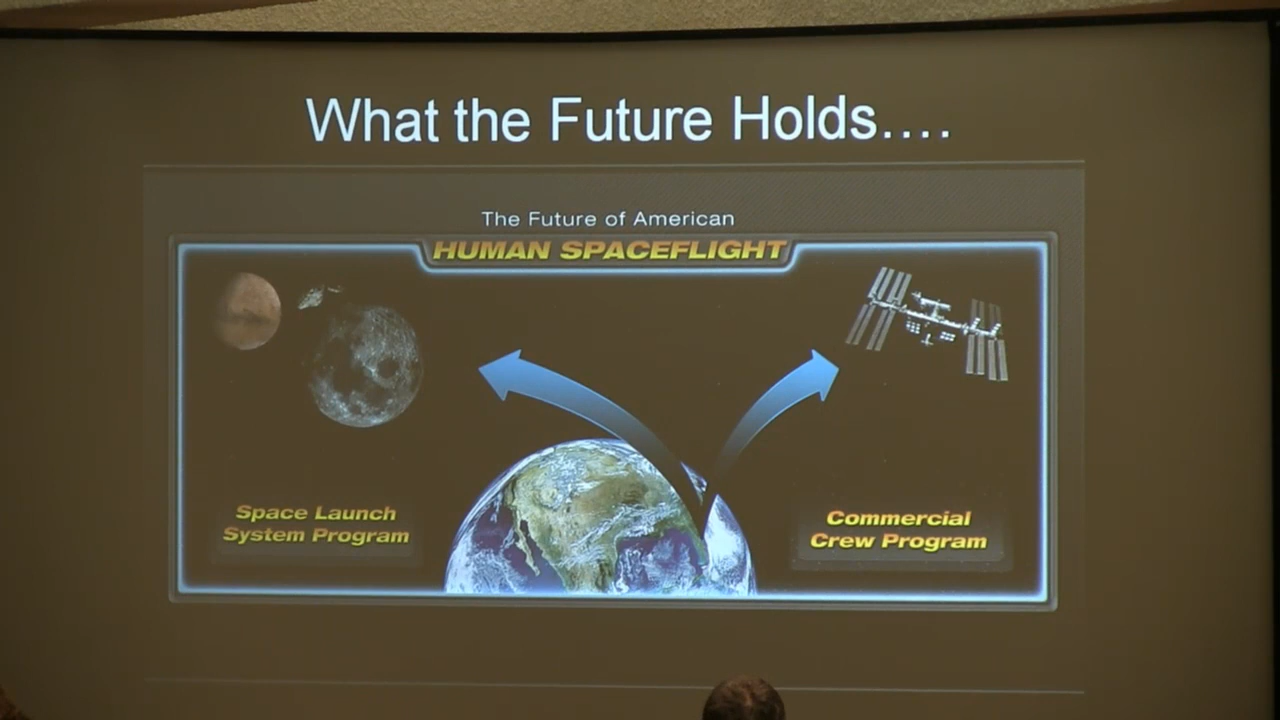 What the Future Holds....
The Future of American
HUMAN SPACEFLIGHT
Space Launch
System Program
Commercial
Crew Program